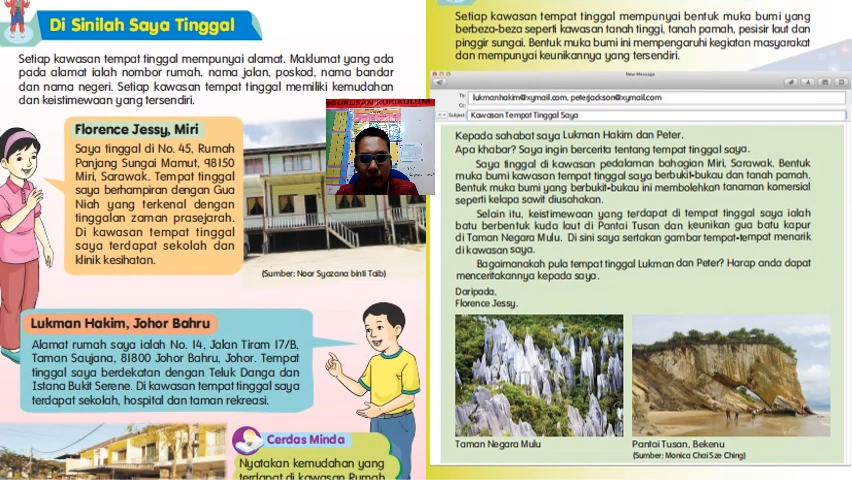 Di Sinilah Saya Tinggal
Setiap kawasan tempat tinggal mempunyai alamat. Maklumat yang ada
pada alamat ialah nombor rumah, nama jalan, poskod, nama bandar
dan nama negeri. Setiap kawasan tempat tinggal memiliki kemudahan
dan keistimewaan yang tersendiri.
Florence Jessy, Miri
Saya tinggal di No. 45, Rumah
Panjang Sungai Mamut, 98150
Miri, Sarawak. Tempat tinggal
saya berhampiran dengan Gua
Niah yang terkenal dengan
tinggalan zaman prasejarah.
Di kawasan tempat tinggal
saya terdapat sekolah dan
klinik kesihatan.
(Sumber: Noor Syazana binti Taib)
Lukman Hakim, Johor Bahru
Alamat rumah saya ialah No. 14, Jalan Tiram 17/B,
Taman Saujana, 81800 Johor Bahru, Johor. Tempat
tinggal saya berdekatan dengan Teluk Danga dan
Istana Bukit Serene. Di kawasan tempat tinggal saya
terdapat sekolah, hospital dan taman rekreasi.
Cerdas Minda
Nyatakan kemudahan yang
terdapat di kawasan Rumah
Setiap kawasan tempat tinggal mempunyai bentuk muka bumi yang
berbeza-beza seperti kawasan tanah tinggi, tanah pamah, pesisir laut dan
pinggir sungai. Bentuk muka bumi ini mempengaruhi kegiatan masyarakat
dan mempunyai keunikannya yang tersendiri.
New Message
To: lukmanhakim@xymail.com, peterjackson@xymail.com
Cc:
Subject: Kawasan Tempat Tinggal Saya
Kepada sahabat saya Lukman Hakim dan Peter.
Apa khabar? Saya ingin bercerita tentang tempat tinggal saya.
Saya tinggal di kawasan pedalaman bahagian Miri, Sarawak. Bentuk
muka bumi kawasan tempat tinggal saya berbukit-bukau dan tanah pamah.
Bentuk muka bumi yang berbukit-bukau ini membolehkan tanaman komersial
seperti kelapa sawit diusahakan.
Selain itu, keistimewaan yang terdapat di tempat tinggal saya ialah
batu berbentuk kuda laut di Pantai Tusan dan keunikan gua batu kapur
di Taman Negara Mulu. Di sini saya sertakan gambar tempat-tempat menarik
di kawasan saya.
Bagaimanakah pula tempat tinggal Lukman dan Peter? Harap anda dapat
menceritakannya kepada saya.
Daripada,
Florence Jessy.
Taman Negara Mulu
Pantai Tusan, Bekenu
(Sumber: Monica Chai Sze Ching)